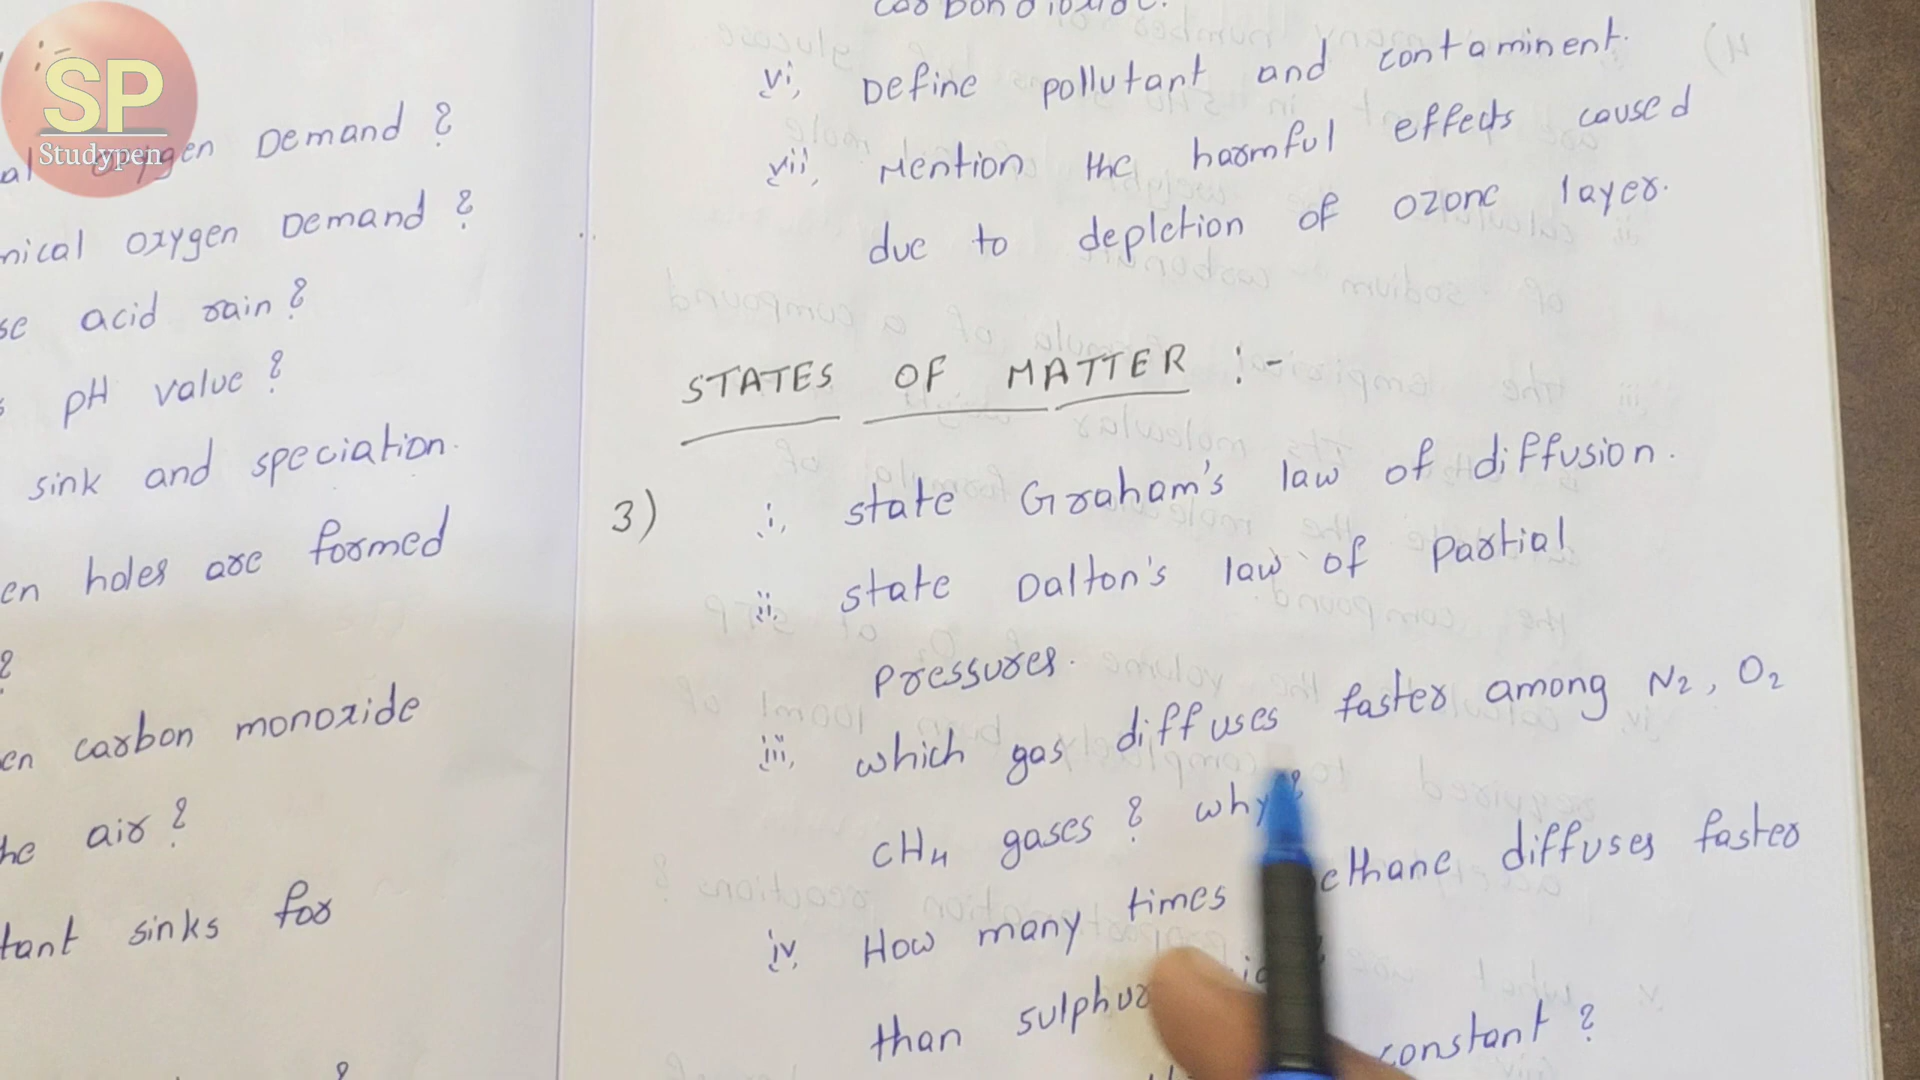 SP
Studypen
oxygen Demand ?
nical oxygen Demand ?
se acid rain ?
s pH value ?
sink and speciation.
en holes are formed
?
en carbon monoxide
he air ?
tant sinks for
?
vi, Define pollutant and contaminent.
vii, Mention the harmful effects caused
due to depletion of ozone layer.
STATES OF MATTER :-
3) i, state Graham's law of diffusion.
ii, state Dalton's law of Partial
Pressures.
iii, which gas diffuses faster among N₂, O₂
CH₄ gases ? why ?
iv, How many times ethane diffuses faster
than sulphur
constant ?